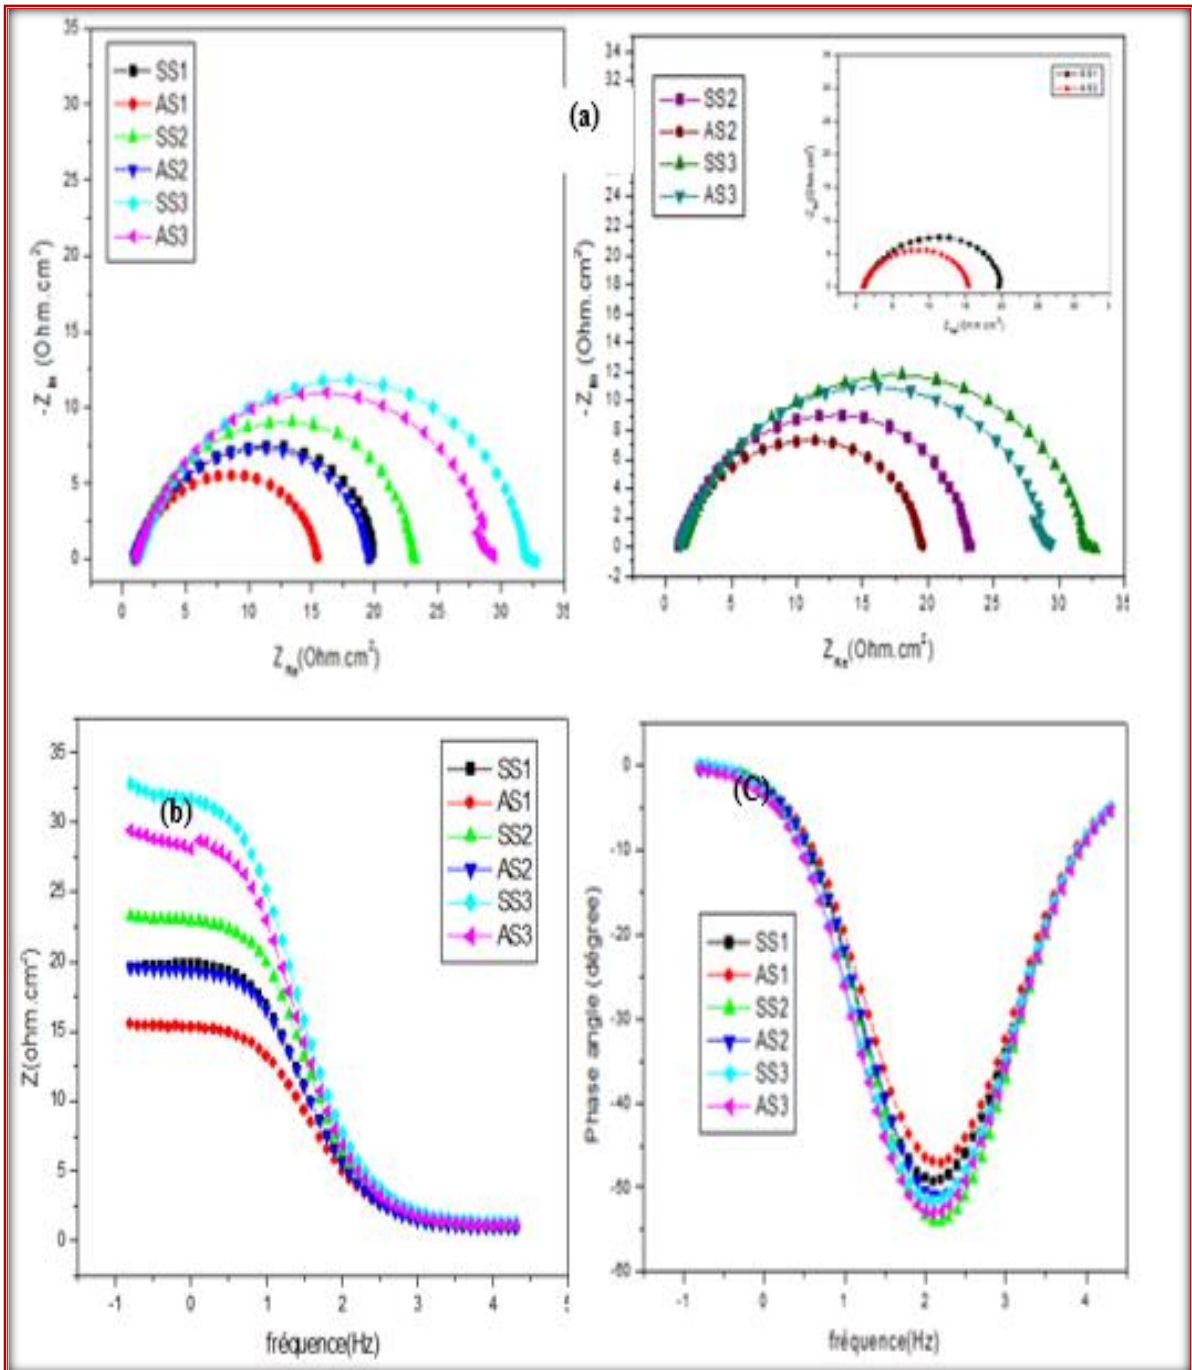 35
30
25
20
15
10
5
0
-Z Im (Ohm.cm²)
SS1
AS1
SS2
AS2
SS3
AS3
0 5 10 15 20 25 30 35
Z Re (Ohm.cm²)
(a)
34
32
24
22
20
18
16
14
12
10
8
6
4
2
0
-2
-Z Im (Ohm.cm²)
SS2
AS2
SS3
AS3
0 5 10 15 20 25 30 35
Z Re (Ohm.cm²)
35
30
25
20
15
10
5
0
Z(ohm.cm²)
(b)
SS1
AS1
SS2
AS2
SS3
AS3
-1 0 1 2 3 4
fréquence(Hz)
0
-10
-20
-30
-40
-50
-60
Phase angle (dégree)
(C)
SS1
AS1
SS2
AS2
SS3
AS3
-1 0 1 2 3 4
fréquence(Hz)